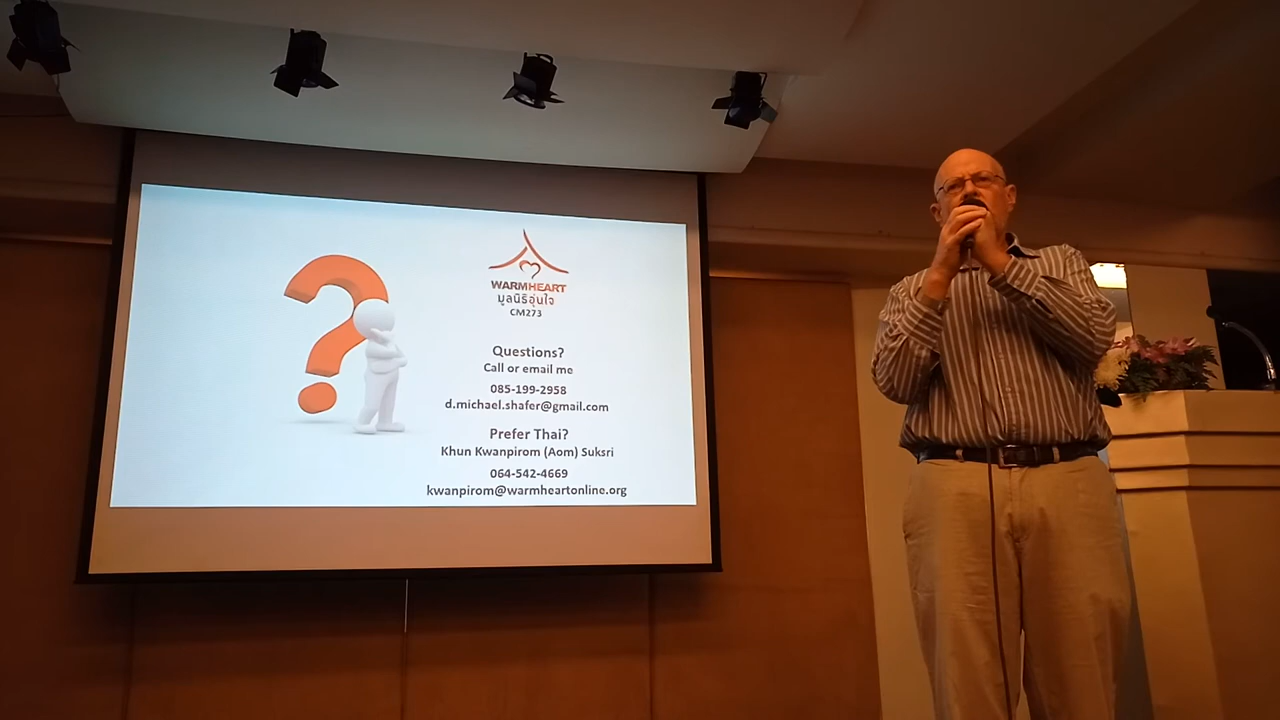 WARMHEART
มูลนิธิอุ่นใจ
CM273
Questions?
Call or email me
085-199-2958
d.michael.shafer@gmail.com
Prefer Thai?
Khun Kwanpirom (Aom) Suksri
064-542-4669
kwanpirom@warmheartonline.org